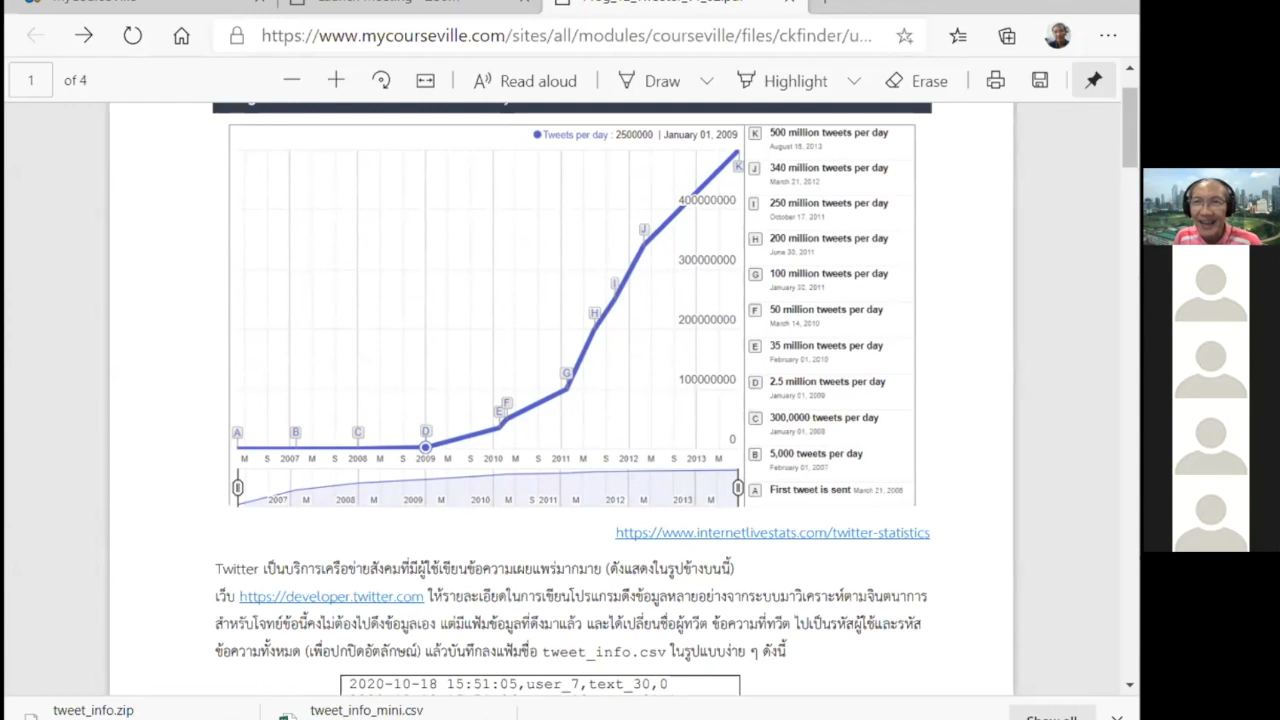 https://www.mycourseville.com/sites/all/modules/courseville/files/ckfinder/u...
1 of 4
Read aloud
Draw
Highlight
Erase
Tweets per day : 2500000 | January 01, 2009
K 500 million tweets per day
August 16, 2013
J 340 million tweets per day
March 21, 2012
I 250 million tweets per day
October 17, 2011
H 200 million tweets per day
June 30, 2011
G 100 million tweets per day
January 30, 2011
F 50 million tweets per day
March 14, 2010
E 35 million tweets per day
February 01, 2010
D 2.5 million tweets per day
January 01, 2009
C 300,0000 tweets per day
January 01, 2008
B 5,000 tweets per day
February 01, 2007
A First tweet is sent March 21, 2006
K
400000000
J
300000000
I
H
200000000
G
100000000
E F
A B C D
0
M S 2007 M S 2008 M S 2009 M S 2010 M S 2011 M S 2012 M S 2013 M
2007 M 2008 M 2009 M 2010 M S 2011 M 2012 M 2013 M
https://www.internetlivestats.com/twitter-statistics
Twitter เป็นบริการเครือข่ายสังคมที่มีผู้ใช้เขียนข้อความเผยแพร่มากมาย (ดังแสดงในรูปข้างบนนี้)
เว็บ https://developer.twitter.com ให้รายละเอียดในการเขียนโปรแกรมดึงข้อมูลหลายอย่างจากระบบมาวิเคราะห์ตามจินตนาการ
สำหรับโจทย์ข้อนี้คงไม่ต้องไปดึงข้อมูลเอง แต่มีแฟ้มข้อมูลที่ดึงมาแล้ว และได้เปลี่ยนชื่อผู้ทวีต ข้อความที่ทวีต ไปเป็นรหัสผู้ใช้และรหัส
ข้อความทั้งหมด (เพื่อปกปิดอัตลักษณ์) แล้วบันทึกลงแฟ้มชื่อ tweet_info.csv ในรูปแบบง่าย ๆ ดังนี้
2020-10-18 15:51:05,user_7,text_30,0
tweet_info.zip
tweet_info_mini.csv
Show all